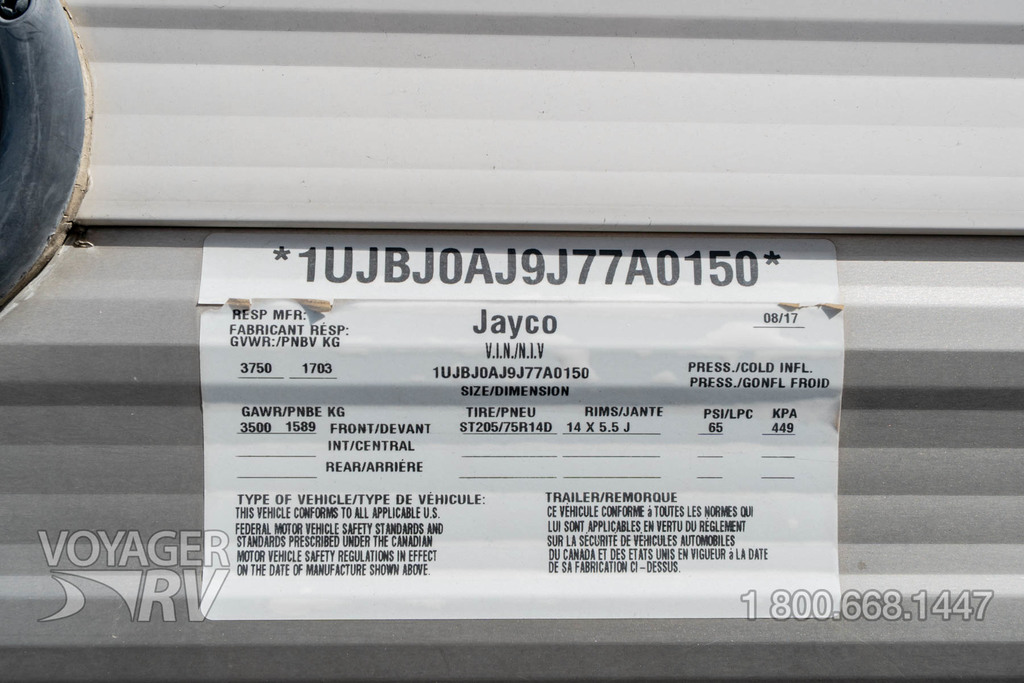 *1UJBJ0AJ9J77A0150*
RESP MFR: Jayco 08/17
FABRICANT RÉSP:
GVWR:/PNBV KG
V.I.N./N.I.V
3750 1703 1UJBJ0AJ9J77A0150 PRESS./COLD INFL.
PRESS./GONFL FROID
SIZE/DIMENSION
GAWR/PNBE KG TIRE/PNEU RIMS/JANTE PSI/LPC KPA
3500 1589 FRONT/DEVANT ST205/75R14D 14 X 5.5 J 65 449
INT/CENTRAL
REAR/ARRIÈRE
TYPE OF VEHICLE/TYPE DE VÉHICULE: TRAILER/REMORQUE
THIS VEHICLE CONFORMS TO ALL APPLICABLE U.S.
FEDERAL MOTOR VEHICLE SAFETY STANDARDS AND
STANDARDS PRESCRIBED UNDER THE CANADIAN
MOTOR VEHICLE SAFETY REGULATIONS IN EFFECT
ON THE DATE OF MANUFACTURE SHOWN ABOVE.
CE VÉHICULE CONFORME à TOUTES LES NORMES QUI
LUI SONT APPLICABLES EN VERTU DU REGLEMENT
SUR LA SÉCURITE DE VÉHICULES AUTOMOBILES
DU CANADA ET DES ETATS UNIS EN VIGUEUR à LA DATE
DE SA FABRICATION CI-DESSUS.
VOYAGER
RV
1 800.668.1447